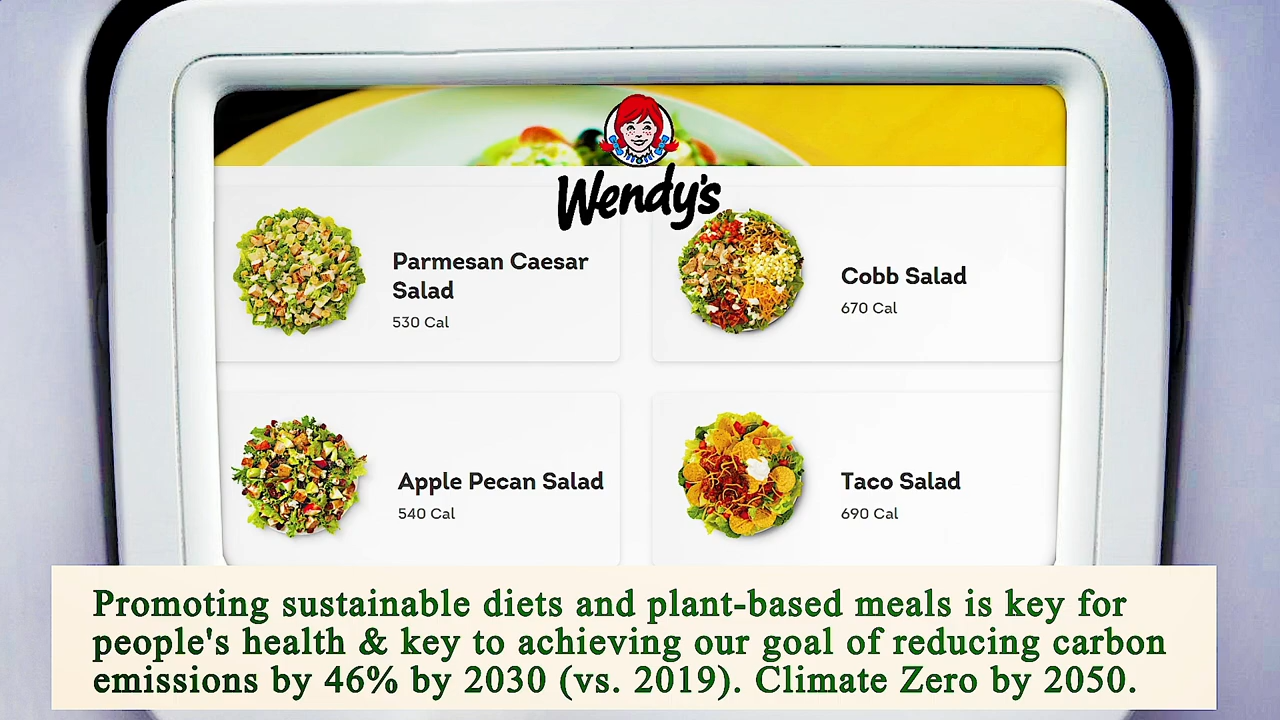 Wendy's
Parmesan Caesar
Salad
530 Cal
Cobb Salad
670 Cal
Apple Pecan Salad
540 Cal
Taco Salad
690 Cal
Promoting sustainable diets and plant-based meals is key for
people's health & key to achieving our goal of reducing carbon
emissions by 46% by 2030 (vs. 2019). Climate Zero by 2050.